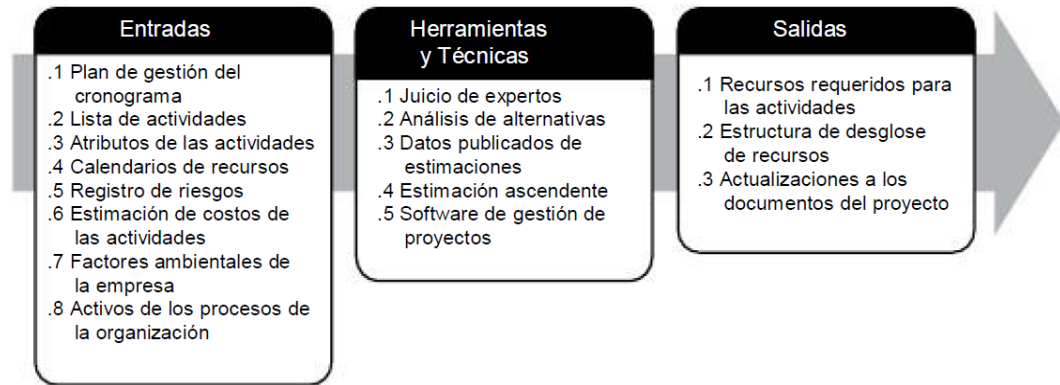 Entradas
.1 Plan de gestión del
cronograma
.2 Lista de actividades
.3 Atributos de las actividades
.4 Calendarios de recursos
.5 Registro de riesgos
.6 Estimación de costos de
las actividades
.7 Factores ambientales de
la empresa
.8 Activos de los procesos de
la organización
Herramientas
y Técnicas
.1 Juicio de expertos
.2 Análisis de alternativas
.3 Datos publicados de
estimaciones
.4 Estimación ascendente
.5 Software de gestión de
proyectos
Salidas
.1 Recursos requeridos para
las actividades
.2 Estructura de desglose
de recursos
.3 Actualizaciones a los
documentos del proyecto